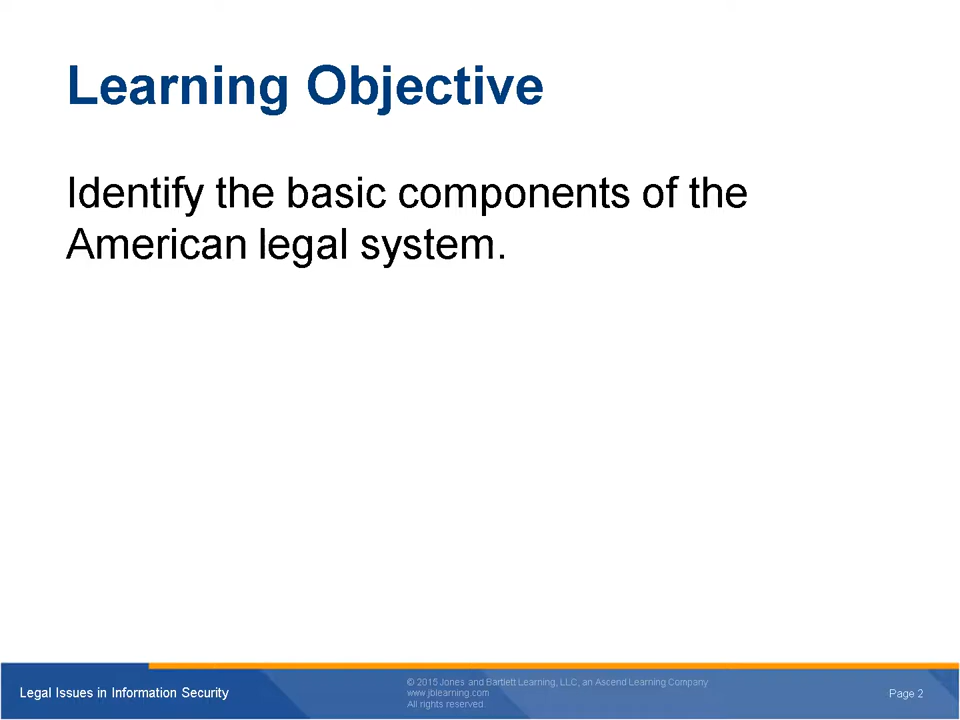 Learning Objective
Identify the basic components of the
American legal system.
Legal Issues in Information Security
© 2015 Jones and Bartlett Learning, LLC, an Ascend Learning Company
www.jblearning.com
All rights reserved.
Page 2